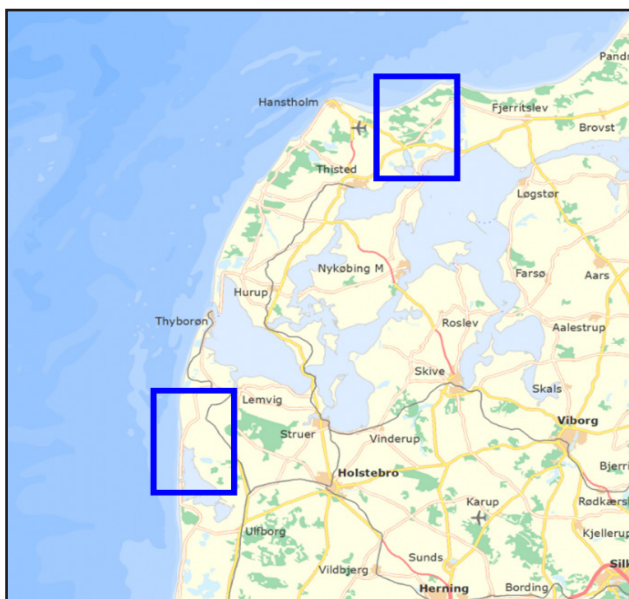 Pandr
Hanstholm
Fjerritslev
Brovst
Thisted
Løgstør
Nykøbing M
Farsø
Aars
Hurup
Thyborøn
Roslev
Aalestrup
Skive
Skals
Lemvig
Viborg
Struer
Vinderup
Bjerri
Holstebro
Karup
Rødkærs
Ulfborg
Kjellerup
Sunds
Vildbjerg
Silk
Herning
Bording